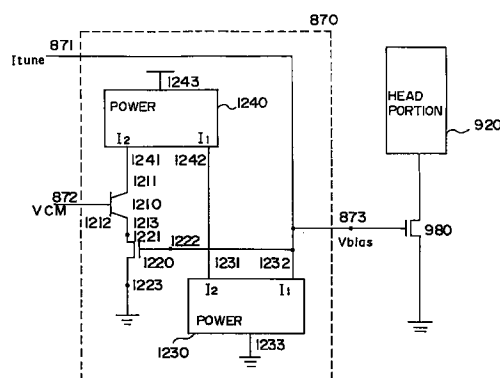 871
870
Itune
1243
POWER
1240
I2
I1
1241
1242
HEAD
PORTION
920
1211
872
1210
VCM
1212
1213
1221
1222
873
Vbias
980
1220
1231
1232
1223
I2
I1
POWER
1230
1233